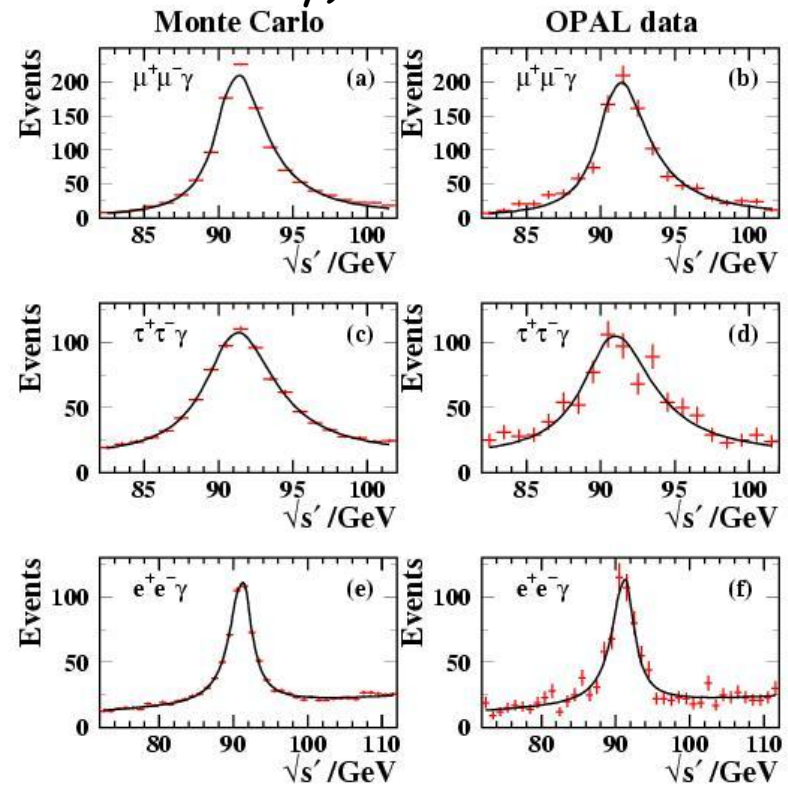 Monte Carlo
OPAL data
Events
μ⁺μ⁻γ
(a)
200
150
100
50
0
85 90 95 100
√s′ /GeV
Events
μ⁺μ⁻γ
(b)
200
150
100
50
0
85 90 95 100
√s′ /GeV
Events
τ⁺τ⁻γ
(c)
100
50
0
85 90 95 100
√s′ /GeV
Events
τ⁺τ⁻γ
(d)
100
50
0
85 90 95 100
√s′ /GeV
Events
e⁺e⁻γ
(e)
100
50
0
80 90 100 110
√s′ /GeV
Events
e⁺e⁻γ
(f)
100
50
0
80 90 100 110
√s′ /GeV